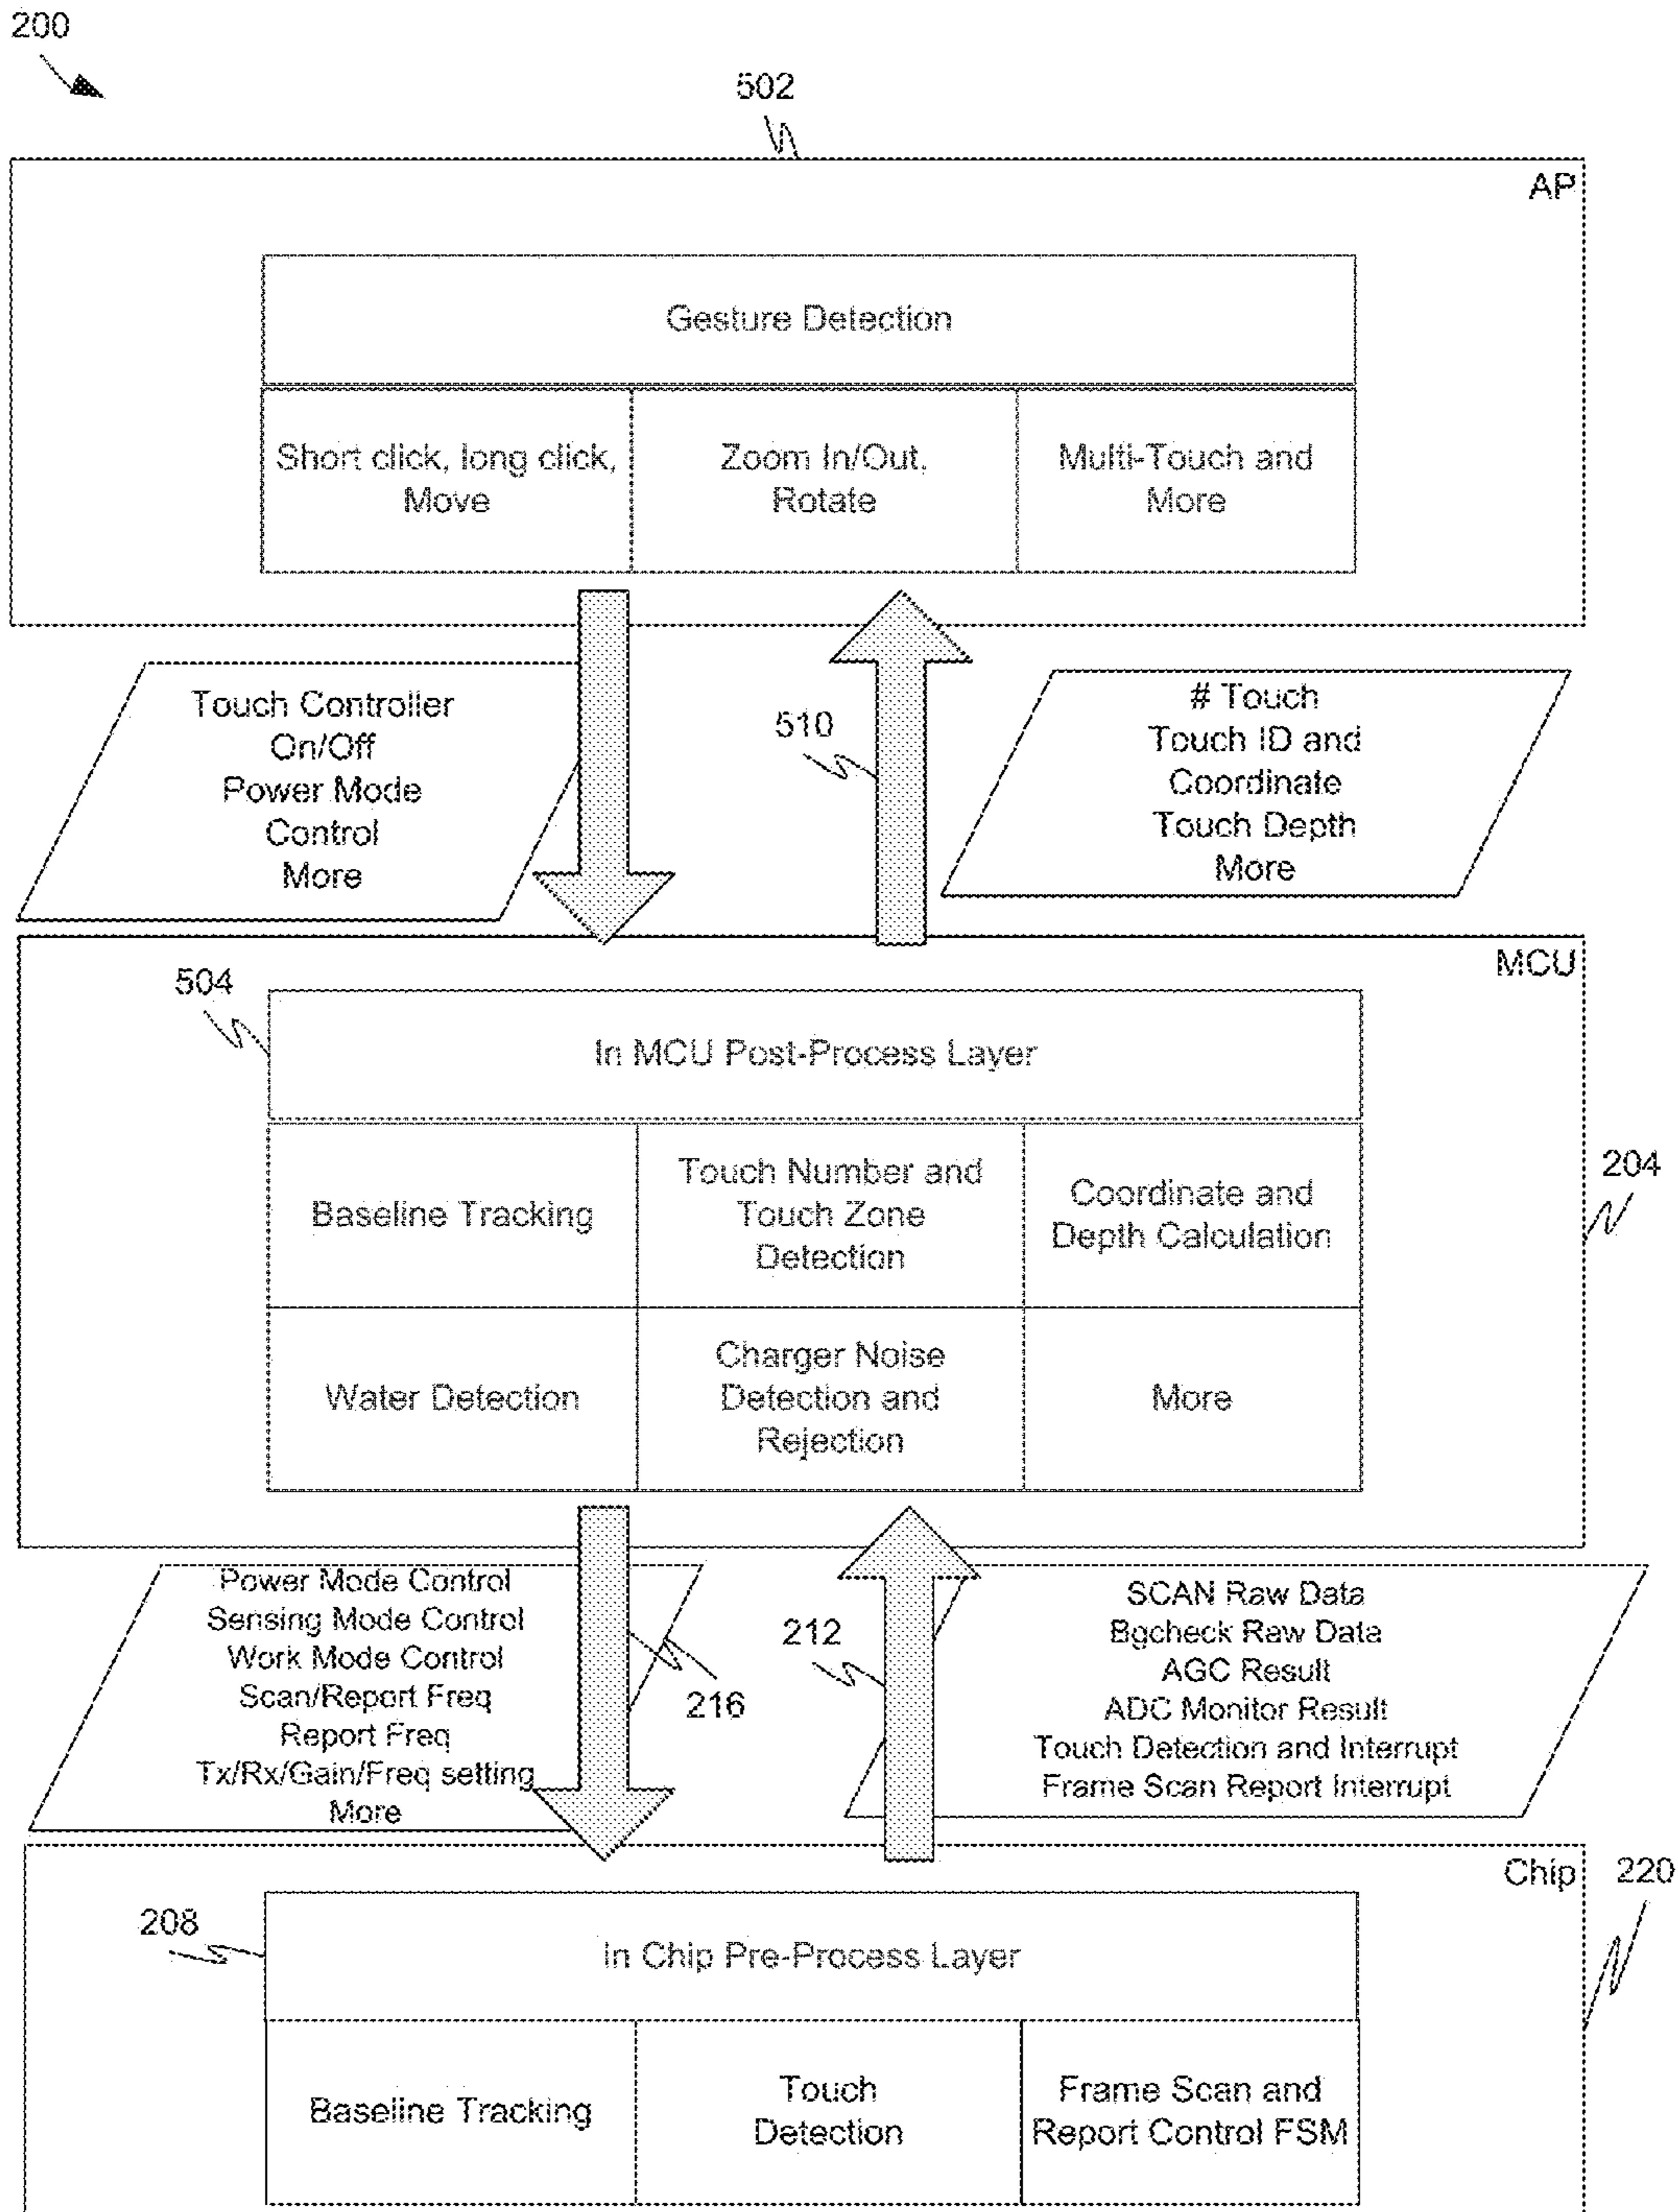 200
502
AP
Gesture Detection
Short click, long click,
Move
Zoom In/Out,
Rotate
Multi-Touch and
More
Touch Controller
On/Off
Power Mode
Control
More
510
# Touch
Touch ID and
Coordinate
Touch Depth
More
MCU
504
In MCU Post-Process Layer
Baseline Tracking
Touch Number and
Touch Zone
Detection
Coordinate and
Depth Calculation
204
Water Detection
Charger Noise
Detection and
Rejection
More
Power Mode Control
Sensing Mode Control
Work Mode Control
Scan/Report Freq
Report Freq
Tx/Rx/Gain/Freq setting
More
216
212
SCAN Raw Data
Bgcheck Raw Data
AGC Result
ADC Monitor Result
Touch Detection and Interrupt
Frame Scan Report Interrupt
Chip
220
208
In Chip Pre-Process Layer
Baseline Tracking
Touch
Detection
Frame Scan and
Report Control FSM